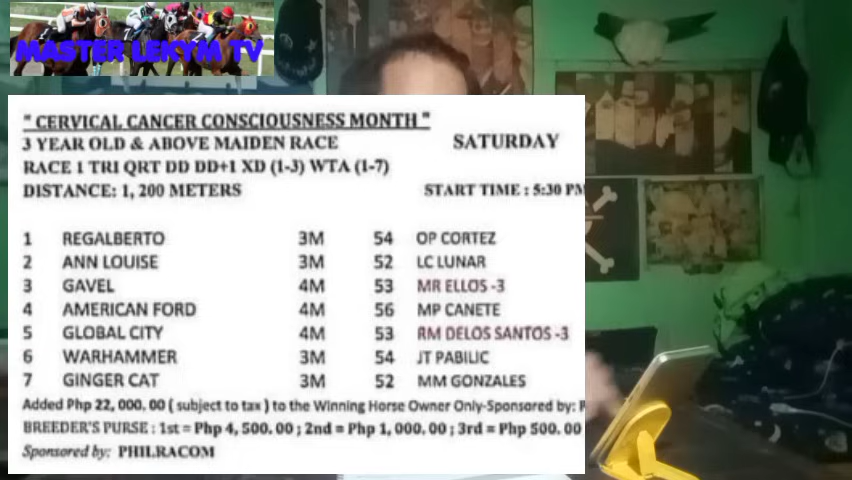 MASTER LEKYM TV
" CERVICAL CANCER CONSCIOUSNESS MONTH "
3 YEAR OLD & ABOVE MAIDEN RACE SATURDAY
RACE 1 TRI QRT DD DD+1 XD (1-3) WTA (1-7)
DISTANCE: 1, 200 METERS START TIME : 5:30 PM
1 REGALBERTO 3M 54 OP CORTEZ
2 ANN LOUISE 3M 52 LC LUNAR
3 GAVEL 4M 53 MR ELLOS -3
4 AMERICAN FORD 4M 56 MP CANETE
5 GLOBAL CITY 4M 53 RM DELOS SANTOS -3
6 WARHAMMER 3M 54 JT PABILIC
7 GINGER CAT 3M 52 MM GONZALES
Added Php 22, 000. 00 ( subject to tax ) to the Winning Horse Owner Only-Sponsored by: P
BREEDER'S PURSE : 1st = Php 4, 500. 00 ; 2nd = Php 1, 000. 00 ; 3rd = Php 500. 00
Sponsored by: PHILRACOM